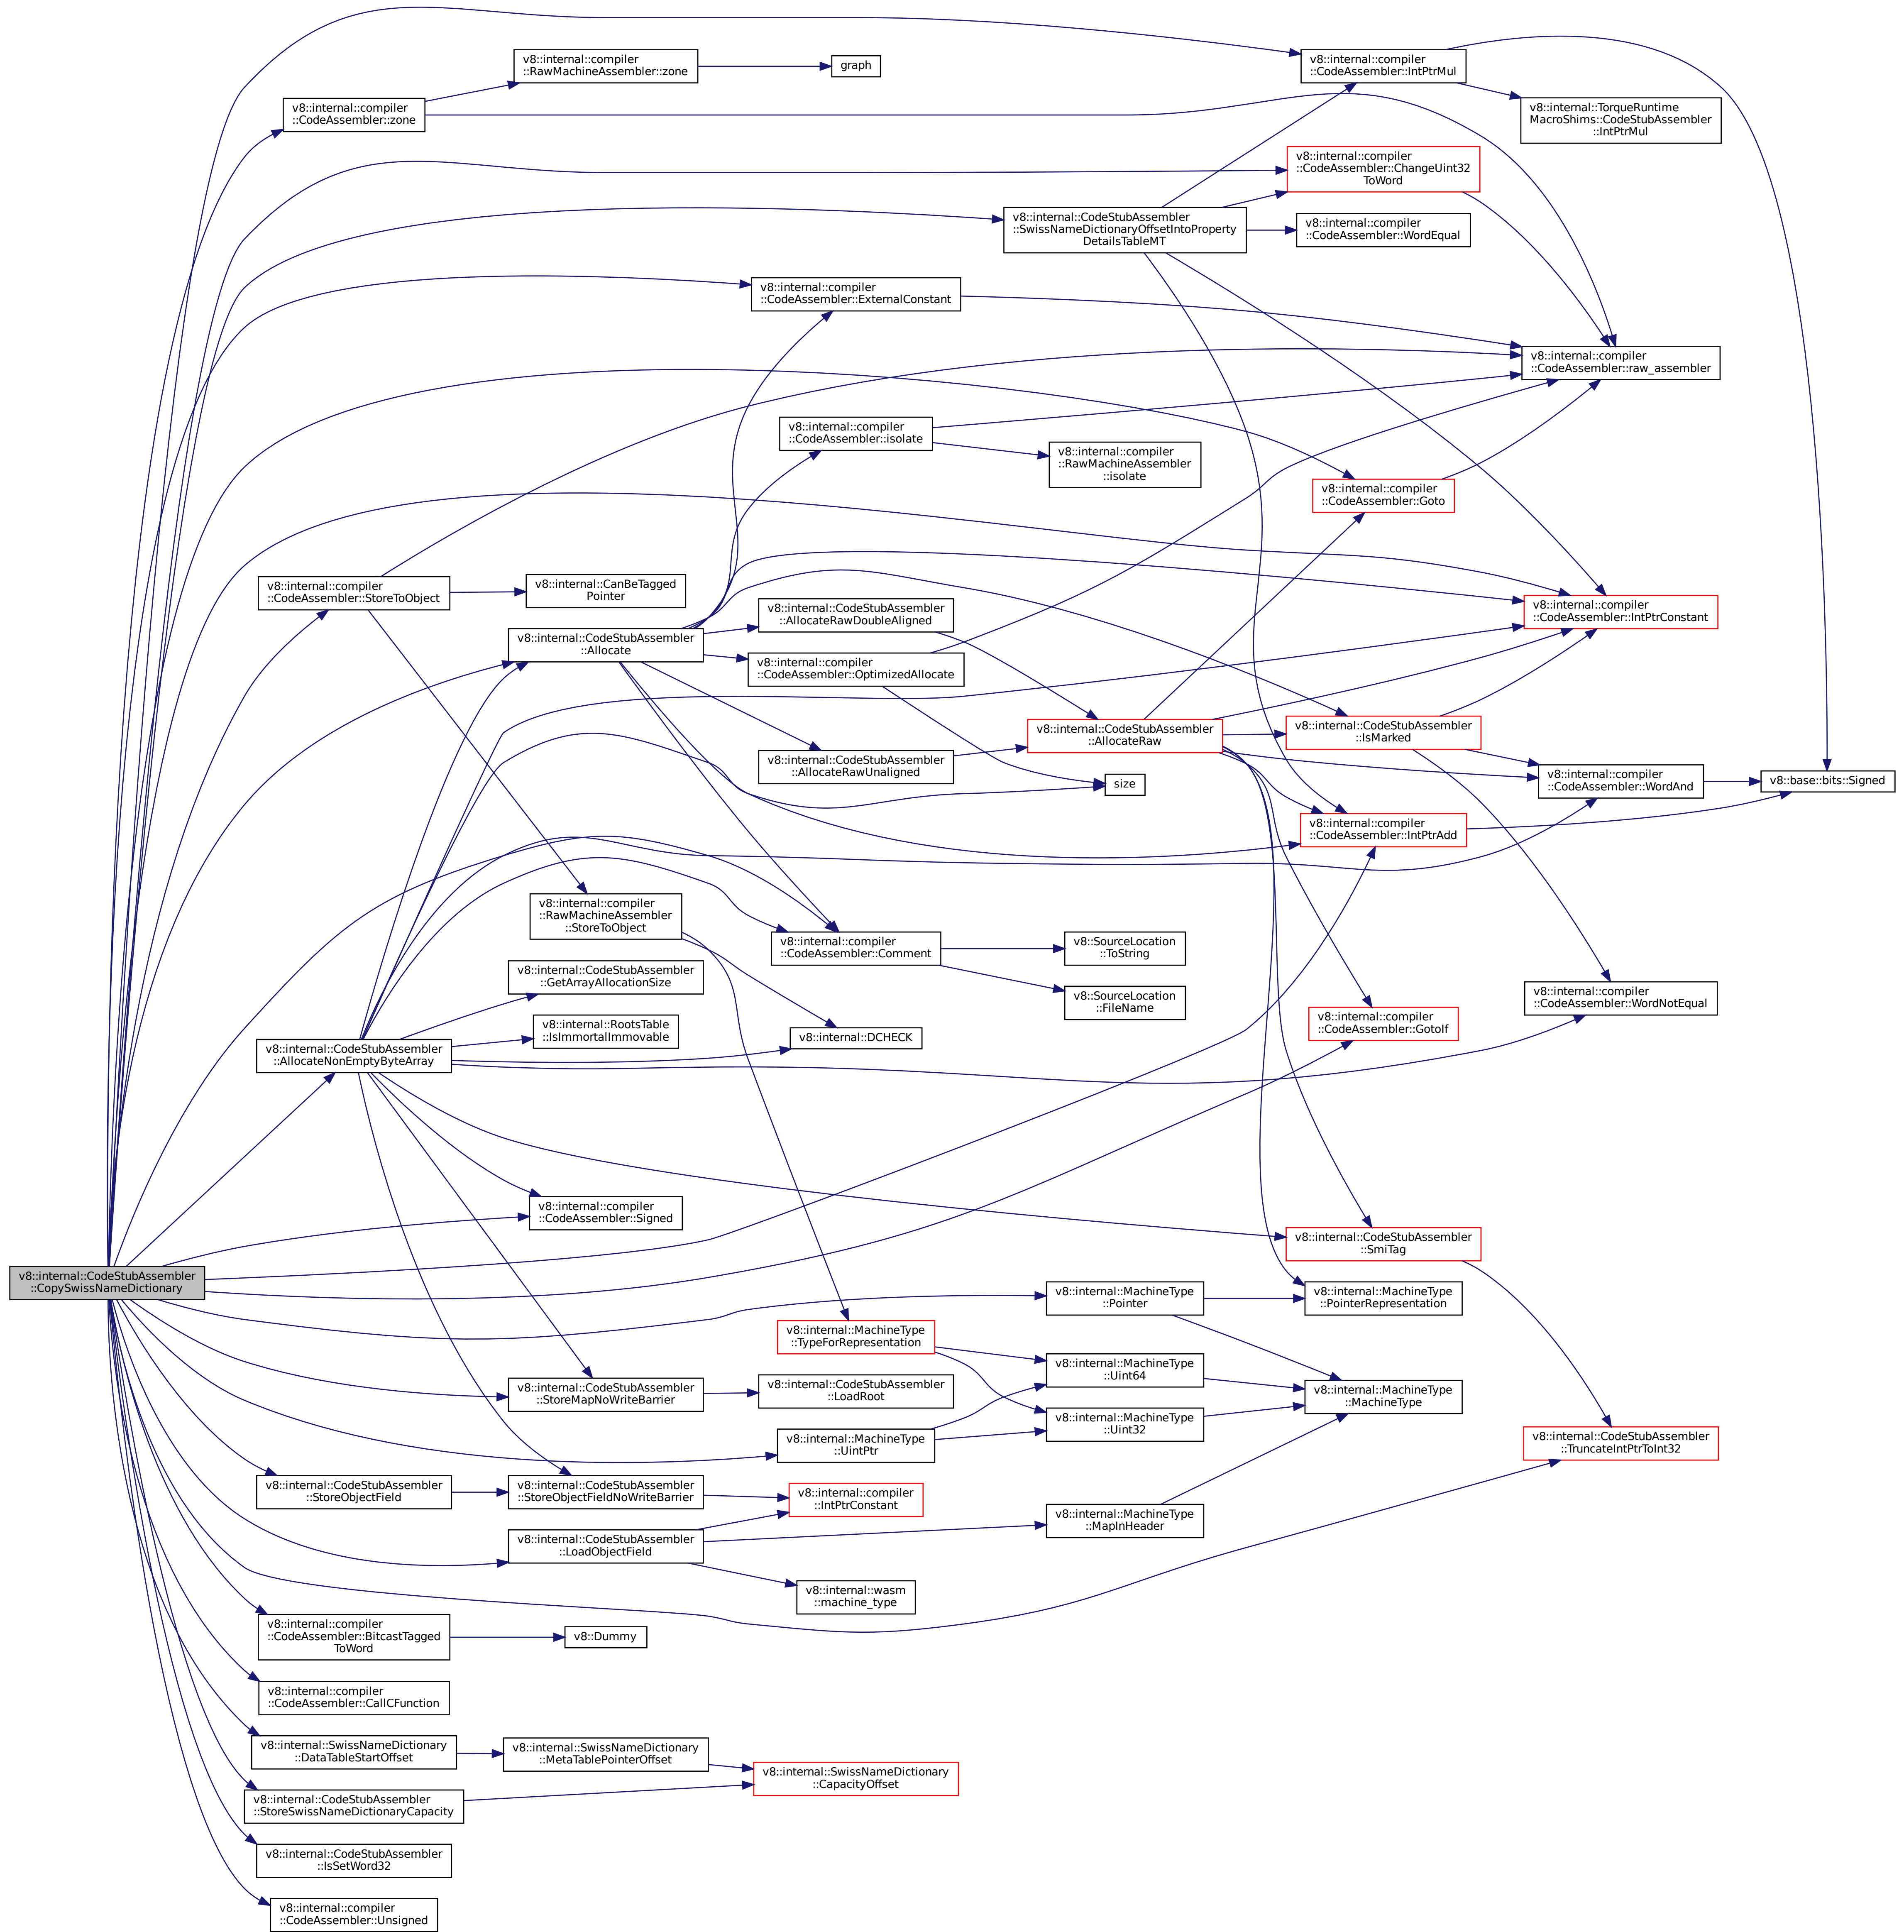 v8::internal::compiler
::RawMachineAssembler::zone
graph
v8::internal::compiler
::CodeAssembler::IntPtrMul
v8::internal::compiler
::CodeAssembler::zone
v8::internal::TorqueRuntime
MacroShims::CodeStubAssembler
::IntPtrMul
v8::internal::compiler
::CodeAssembler::ChangeUint32
ToWord
v8::internal::CodeStubAssembler
::SwissNameDictionaryOffsetIntoProperty
DetailsTableMT
v8::internal::compiler
::CodeAssembler::WordEqual
v8::internal::compiler
::CodeAssembler::ExternalConstant
v8::internal::compiler
::CodeAssembler::raw_assembler
v8::internal::compiler
::CodeAssembler::isolate
v8::internal::compiler
::RawMachineAssembler
::isolate
v8::internal::compiler
::CodeAssembler::Goto
v8::internal::compiler
::CodeAssembler::StoreToObject
v8::internal::CanBeTagged
Pointer
v8::internal::CodeStubAssembler
::AllocateRawDoubleAligned
v8::internal::compiler
::CodeAssembler::IntPtrConstant
v8::internal::CodeStubAssembler
::Allocate
v8::internal::compiler
::CodeAssembler::OptimizedAllocate
v8::internal::CodeStubAssembler
::AllocateRaw
v8::internal::CodeStubAssembler
::IsMarked
v8::internal::CodeStubAssembler
::AllocateRawUnaligned
size
v8::internal::compiler
::CodeAssembler::WordAnd
v8::base::bits::Signed
v8::internal::compiler
::CodeAssembler::IntPtrAdd
v8::internal::compiler
::RawMachineAssembler
::StoreToObject
v8::internal::compiler
::CodeAssembler::Comment
v8::SourceLocation
::ToString
v8::internal::CodeStubAssembler
::GetArrayAllocationSize
v8::SourceLocation
::FileName
v8::internal::compiler
::CodeAssembler::WordNotEqual
v8::internal::RootsTable
::IsImmortalImmovable
v8::internal::DCHECK
v8::internal::compiler
::CodeAssembler::GotoIf
v8::internal::CodeStubAssembler
::AllocateNonEmptyByteArray
v8::internal::compiler
::CodeAssembler::Signed
v8::internal::CodeStubAssembler
::SmiTag
v8::internal::CodeStubAssembler
::CopySwissNameDictionary
v8::internal::MachineType
::Pointer
v8::internal::MachineType
::PointerRepresentation
v8::internal::MachineType
::TypeForRepresentation
v8::internal::MachineType
::Uint64
v8::internal::CodeStubAssembler
::StoreMapNoWriteBarrier
v8::internal::CodeStubAssembler
::LoadRoot
v8::internal::MachineType
::MachineType
v8::internal::MachineType
::Uint32
v8::internal::MachineType
::UintPtr
v8::internal::CodeStubAssembler
::TruncateIntPtrToInt32
v8::internal::CodeStubAssembler
::StoreObjectField
v8::internal::CodeStubAssembler
::StoreObjectFieldNoWriteBarrier
v8::internal::compiler
::IntPtrConstant
v8::internal::MachineType
::MapInHeader
v8::internal::CodeStubAssembler
::LoadObjectField
v8::internal::wasm
::machine_type
v8::internal::compiler
::CodeAssembler::BitcastTagged
ToWord
v8::Dummy
v8::internal::compiler
::CodeAssembler::CallCFunction
v8::internal::SwissNameDictionary
::DataTableStartOffset
v8::internal::SwissNameDictionary
::MetaTablePointerOffset
v8::internal::SwissNameDictionary
::CapacityOffset
v8::internal::CodeStubAssembler
::StoreSwissNameDictionaryCapacity
v8::internal::CodeStubAssembler
::IsSetWord32
v8::internal::compiler
::CodeAssembler::Unsigned